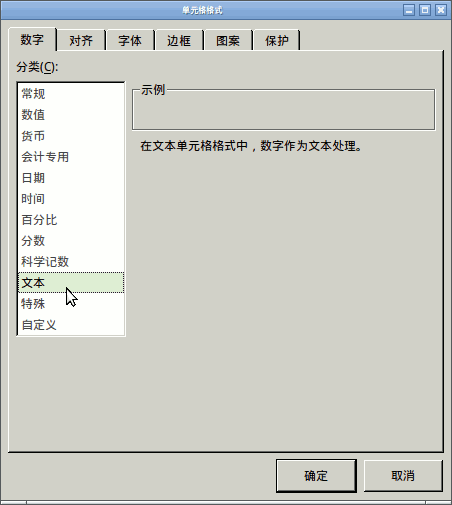 单元格格式
数字 对齐 字体 边框 图案 保护
分类(C):
常规
数值
货币
会计专用
日期
时间
百分比
分数
科学记数
文本
特殊
自定义
示例
在文本单元格格式中，数字作为文本处理。
确定 取消